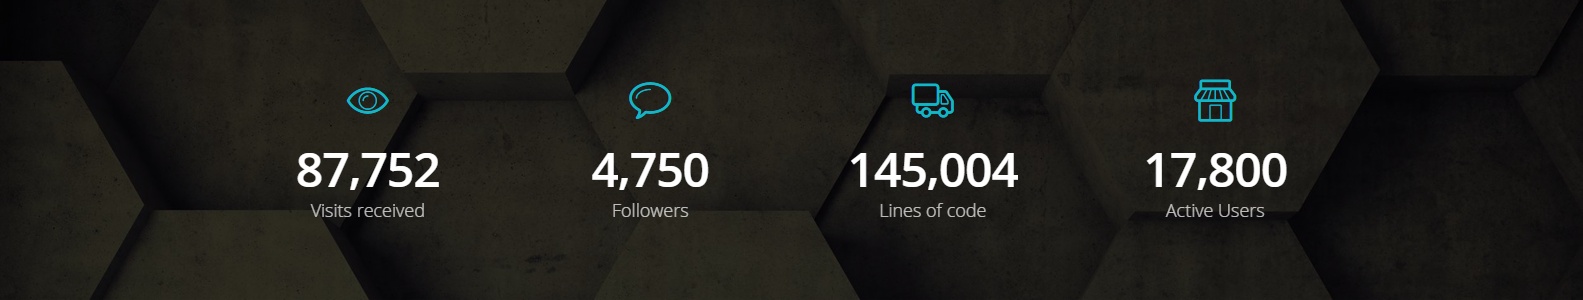 87,752
Visits received
4,750
Followers
145,004
Lines of code
17,800
Active Users